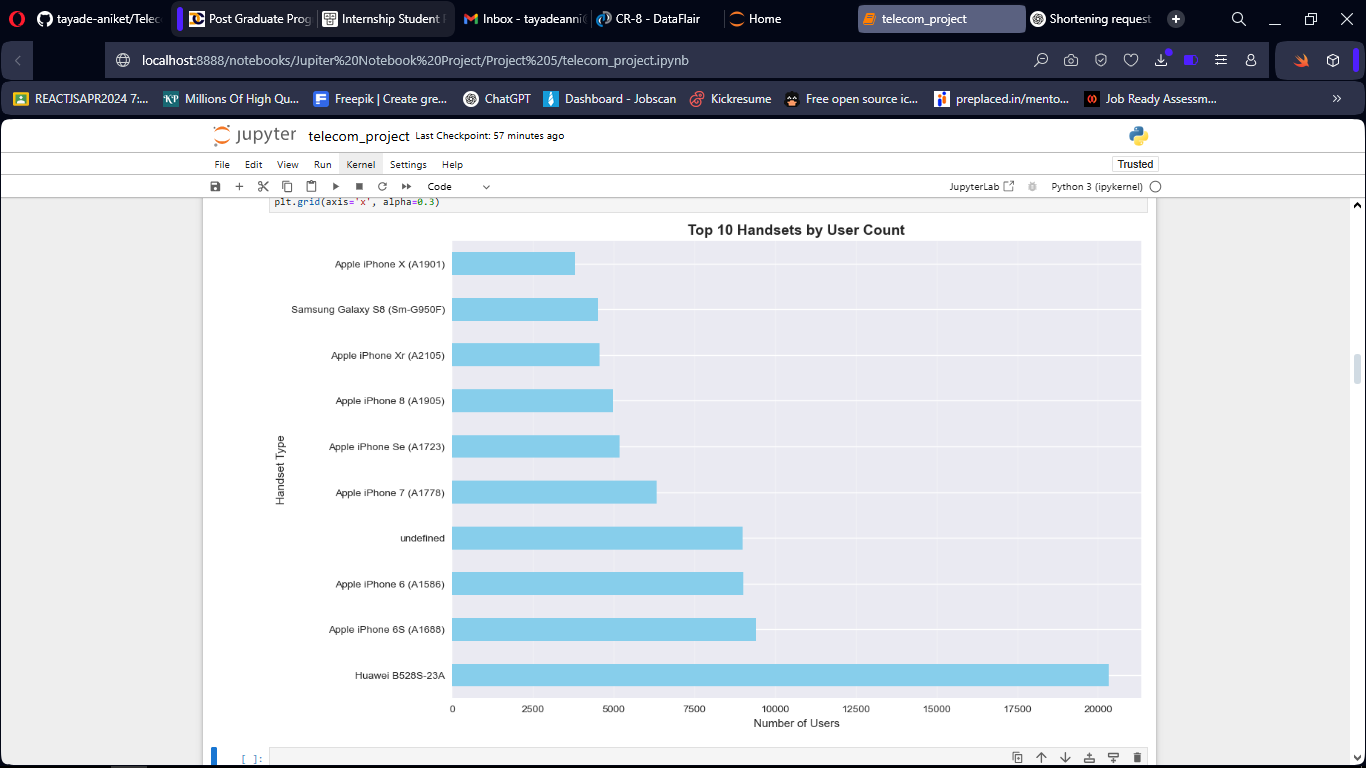 tayade-aniket/Telec
Post Graduate Prog
Internship Student F
Inbox - tayadeanni@
CR-8 - DataFlair
Home
telecom_project
Shortening request
localhost:8888/notebooks/Jupiter%20Notebook%20Project/Project%205/telecom_project.ipynb
REACTJSAPR2024 7:...
KP
Millions Of High Qu...
Freepik | Create gre...
ChatGPT
Dashboard - Jobscan
Kickresume
Free open source ic...
preplaced.in/mento...
Job Ready Assessm...
jupyter telecom_project Last Checkpoint: 57 minutes ago
File Edit View Run Kernel Settings Help
Trusted
Code
JupyterLab
Python 3 (ipykernel)
plt.grid(axis='x', alpha=0.3)
Top 10 Handsets by User Count
Handset Type
Apple iPhone X (A1901)
Samsung Galaxy S8 (Sm-G950F)
Apple iPhone Xr (A2105)
Apple iPhone 8 (A1905)
Apple iPhone Se (A1723)
Apple iPhone 7 (A1778)
undefined
Apple iPhone 6 (A1586)
Apple iPhone 6S (A1688)
Huawei B528S-23A
0 2500 5000 7500 10000 12500 15000 17500 20000
Number of Users
[ ]: